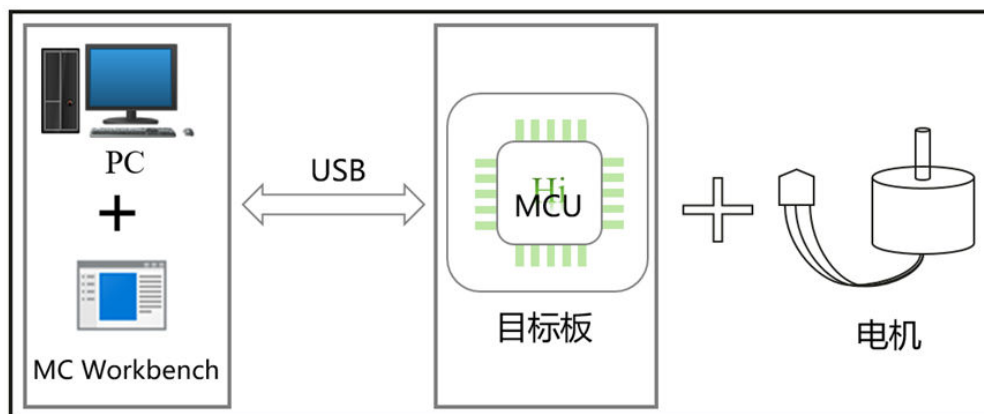 PC
MC Workbench
USB
Hi
MCU
目标板
电机